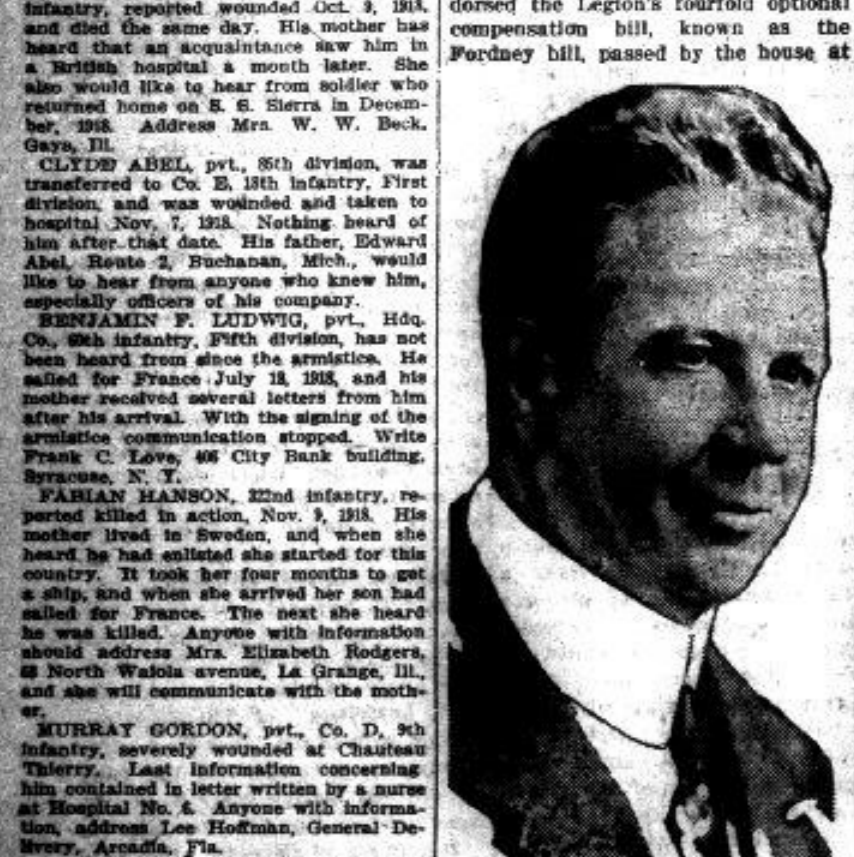 infantry, reported wounded Oct. 9, 1918,
and died the same day. His mother has
heard that an acquaintance saw him in
a British hospital a month later. She
also would like to hear from soldier who
returned home on S. S. Sierra in Decem-
ber, 1918. Address Mrs. W. W. Beck,
Gays, Ill.
CLYDE ABEL, pvt., 85th division, was
transferred to Co. E, 18th infantry, First
division, and was wounded and taken to
hospital Nov. 7, 1918. Nothing heard of
him after that date. His father, Edward
Abel, Route 2, Buchanan, Mich., would
like to hear from anyone who knew him,
especially officers of his company.
BENJAMIN F. LUDWIG, pvt., Hdq.
Co., 60th infantry, Fifth division, has not
been heard from since the armistice. He
sailed for France July 18, 1918, and his
mother received several letters from him
after his arrival. With the signing of the
armistice communication stopped. Write
Frank C. Love, 406 City Bank building,
Syracuse, N. Y.
FABIAN HANSON, 322nd infantry, re-
ported killed in action, Nov. 9, 1918. His
mother lived in Sweden, and when she
heard he had enlisted she started for this
country. It took her four months to get
a ship, and when she arrived her son had
sailed for France. The next she heard
he was killed. Anyone with information
should address Mrs. Elizabeth Rodgers,
North Waiola avenue, La Grange, Ill.,
and she will communicate with the moth-
er.
MURRAY GORDON, pvt., Co. D, 9th
infantry, severely wounded at Chauteau
Thierry. Last information concerning
him contained in letter written by a nurse
at Hospital No. 6. Anyone with informa-
tion, address Lee Hoffman, General De-
livery, Arcadia, Fla.
dorsed the Legion's fourfold optional
compensation bill, known as the
Fordney bill, passed by the house at